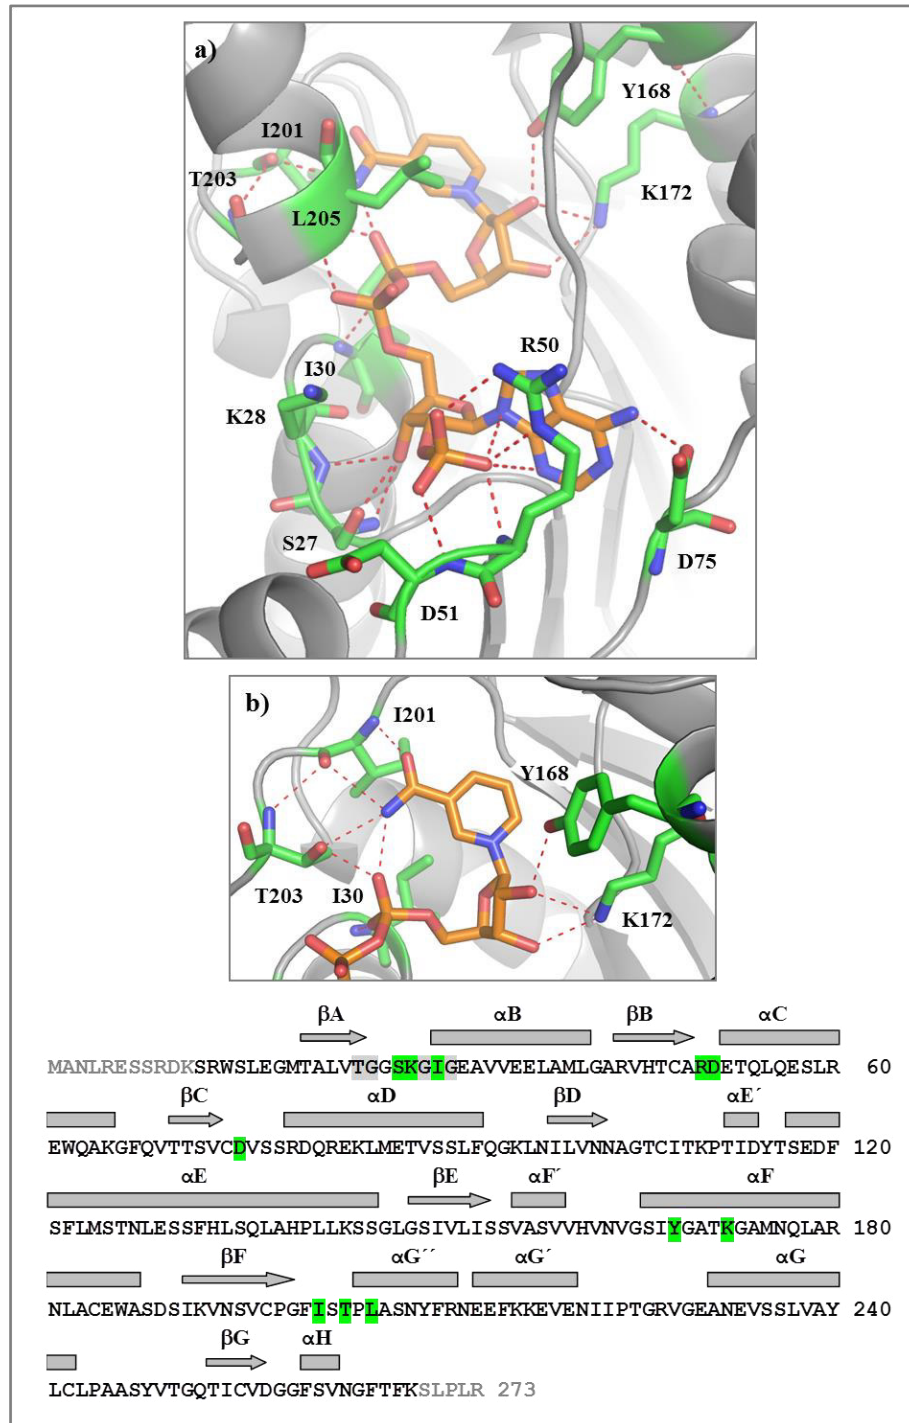 a)
Y168
I201
T203
K172
L205
R50
I30
K28
S27
D75
D51
b)
I201
Y168
T203
I30
K172
βA αB βB αC
MANLRESSRDKSRWSLEGMTALVTGGSKGIGEAVVEELAMLGARVHTCARDETQLQESLR 60
βC αD βD αE´
EWQAKGFQVTTSVCDVSSRDQREKLMETVSSLFQGKLNILVNNAGTCITKPTIDYTSEDF 120
αE βE αF´ αF
SFLMSTNLESSFHLSQLAHPLLKSSGLGSIVLISSVASVVHVNVGSIYGATKGAMNQLAR 180
βF αG´´ αG´ αG
NLACEWASDSIKVNSVCPGFISTPLASNYFRNEEFKKEVENIIPTGRVGEANEVSSLVAY 240
βG αH
LCLPAASYVTGQTICVDGGFSVNGFTFKSLPLR 273